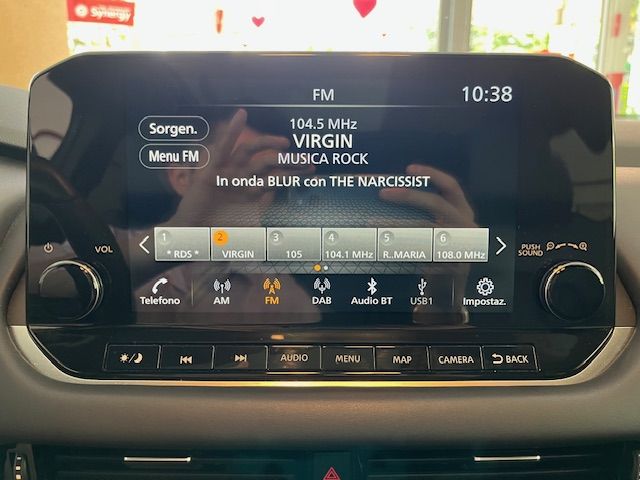 Synergy
FM
10:38
Sorgen.
104.5 MHz
VIRGIN
Menu FM
MUSICA ROCK
In onda BLUR con THE NARCISSIST
VOL
PUSH SOUND
1
2
3
4
5
6
* RDS *
VIRGIN
105
104.1 MHz
R..MARIA
108.0 MHz
Telefono
AM
FM
DAB
Audio BT
USB1
Impostaz.
AUDIO
MENU
MAP
CAMERA
BACK